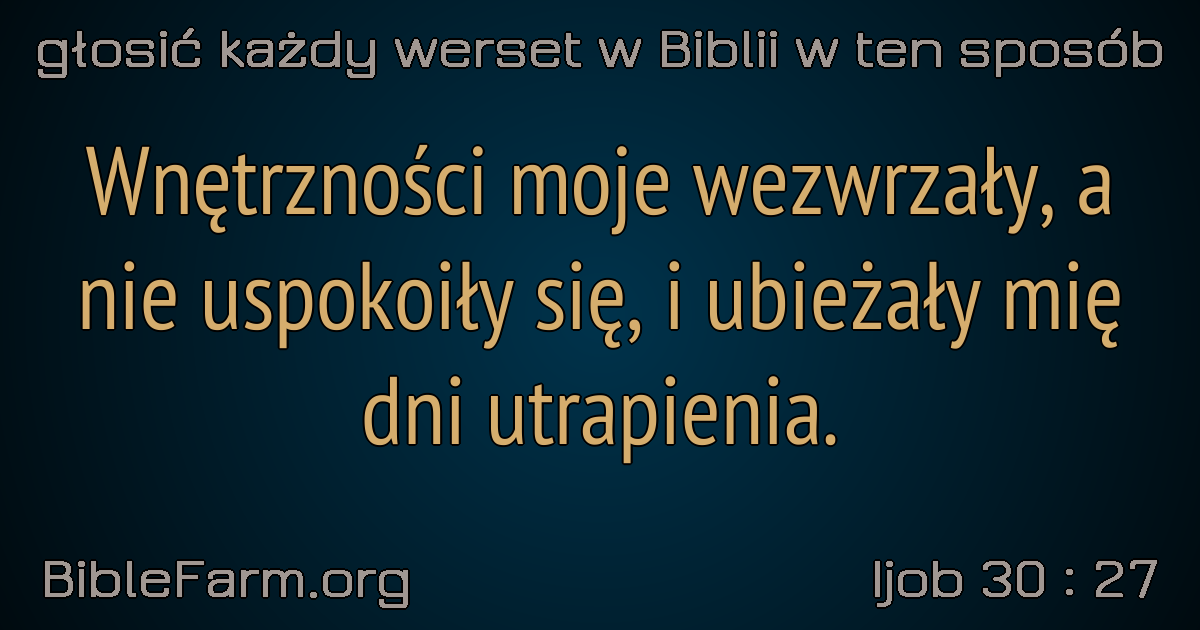 głosić każdy werset w Biblii w ten sposób
Wnętrzności moje wezwrzały, a
nie uspokoiły się, i ubieżały mię
dni utrapienia.
BibleFarm.org
Ijob 30 : 27